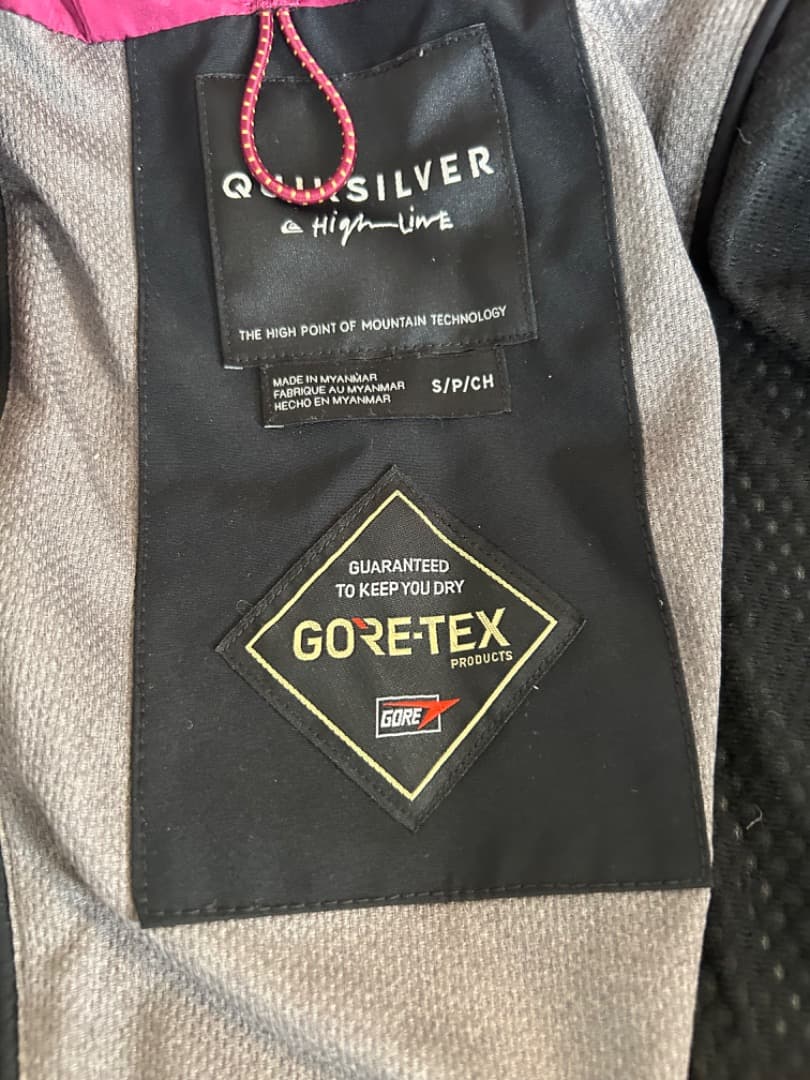 QUIKSILVER
High-Line
THE HIGH POINT OF MOUNTAIN TECHNOLOGY
MADE IN MYANMAR
FABRIQUE AU MYANMAR
HECHO EN MYANMAR
S/P/CH
GUARANTEED
TO KEEP YOU DRY
GORE-TEX
PRODUCTS
GORE